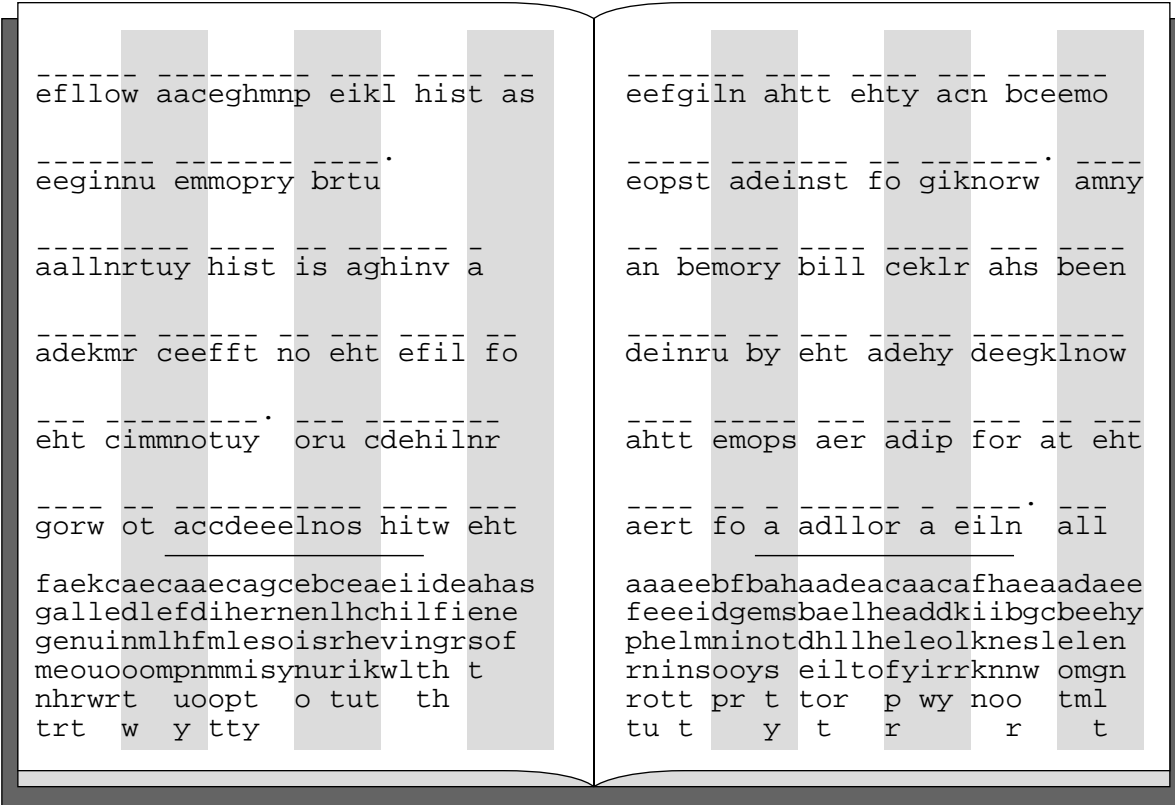 ------ --------- ---- ---- --
efllow aaceghmnp eikl hist as
------- ------- ----.
eeginnu emmopry brtu
--------- ---- -- ------ -
aallnrtuy hist is aghinv a
------ ------ -- --- ---- --
adekmr ceefft no eht efil fo
--- ---------. --- --------
eht cimmnotuy oru cdehilnr
---- -- ----------- ---- ---
gorw ot accdeeelnos hitw eht
faekcaecaaecagcebceaeiideahas
galledlefdihernenlhchilfiene
genuinmlhfmlesoisrhevingrsof
meouooompnmmisynurikwlth t
nhrwrt  uoopt  o tut  th
trt  w  y tty
------- ---- ---- --- ------
eefgiln ahtt ehty acn bceemo
----- ------- -- -------. ----
eopst adeinst fo giknorw amny
-- ------ ---- ----- --- ----
an bemory bill ceklr ahs been
------ -- --- ----- ---------
deinru by eht adehy deegklnow
---- ----- --- ---- --- -- ---
ahtt emops aer adip for at eht
---- -- - ------ - ----. ---
aert fo a adllor a eiln all
aaaeebfbahaadeacaacafhaeaadaee
feeeidgemsbaelheaddkiibgcbeehy
phelmninotdhllheleolkneslelen
rninsooys eiltofyirrknnw omgn
rott pr t tor  p wy noo  tml
tu t    y  t   r      r    t